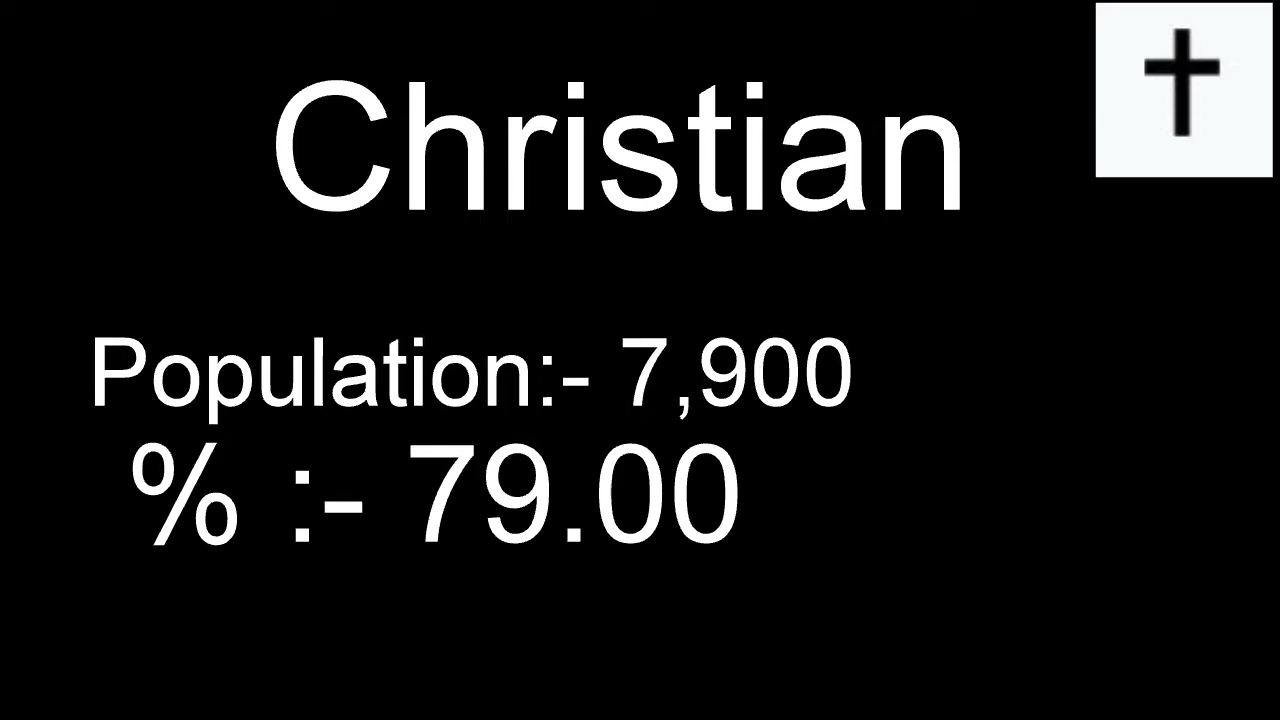 Christian
Population:- 7,900
% :- 79.00